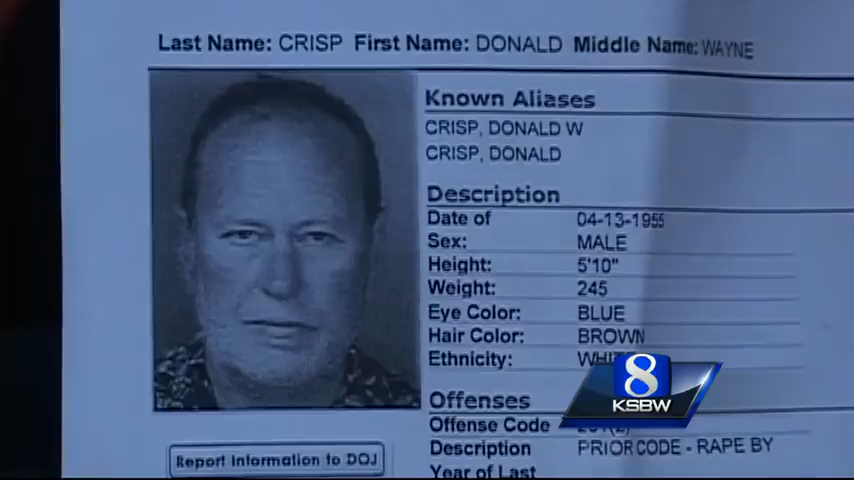 Last Name: CRISP First Name: DONALD Middle Name: WAYNE
Known Aliases
CRISP, DONALD W
CRISP, DONALD
Description
Date of 04-13-1955
Sex: MALE
Height: 5'10"
Weight: 245
Eye Color: BLUE
Hair Color: BROWN
Ethnicity: WHI
Offenses
Offense Code
Description PRIOR CODE - RAPE BY
Year of Last
Report Information to DOJ
8
KSBW